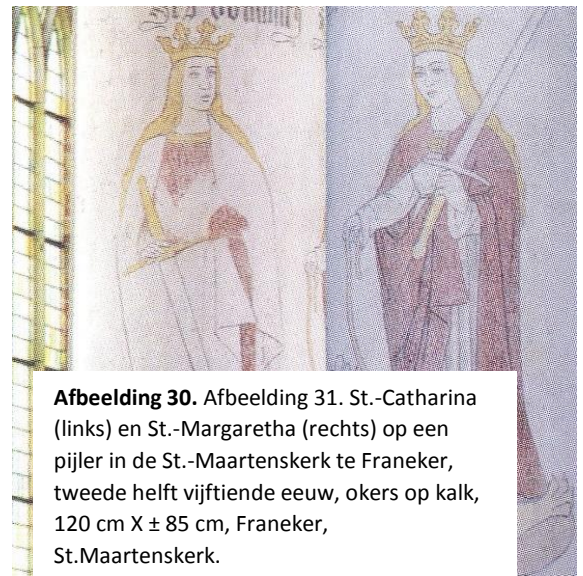 Afbeelding 30. Afbeelding 31. St.-Catharina
(links) en St.-Margaretha (rechts) op een
pijler in de St.-Maartenskerk te Franeker,
tweede helft vijftiende eeuw, okers op kalk,
120 cm X ± 85 cm, Franeker,
St.Maartenskerk.